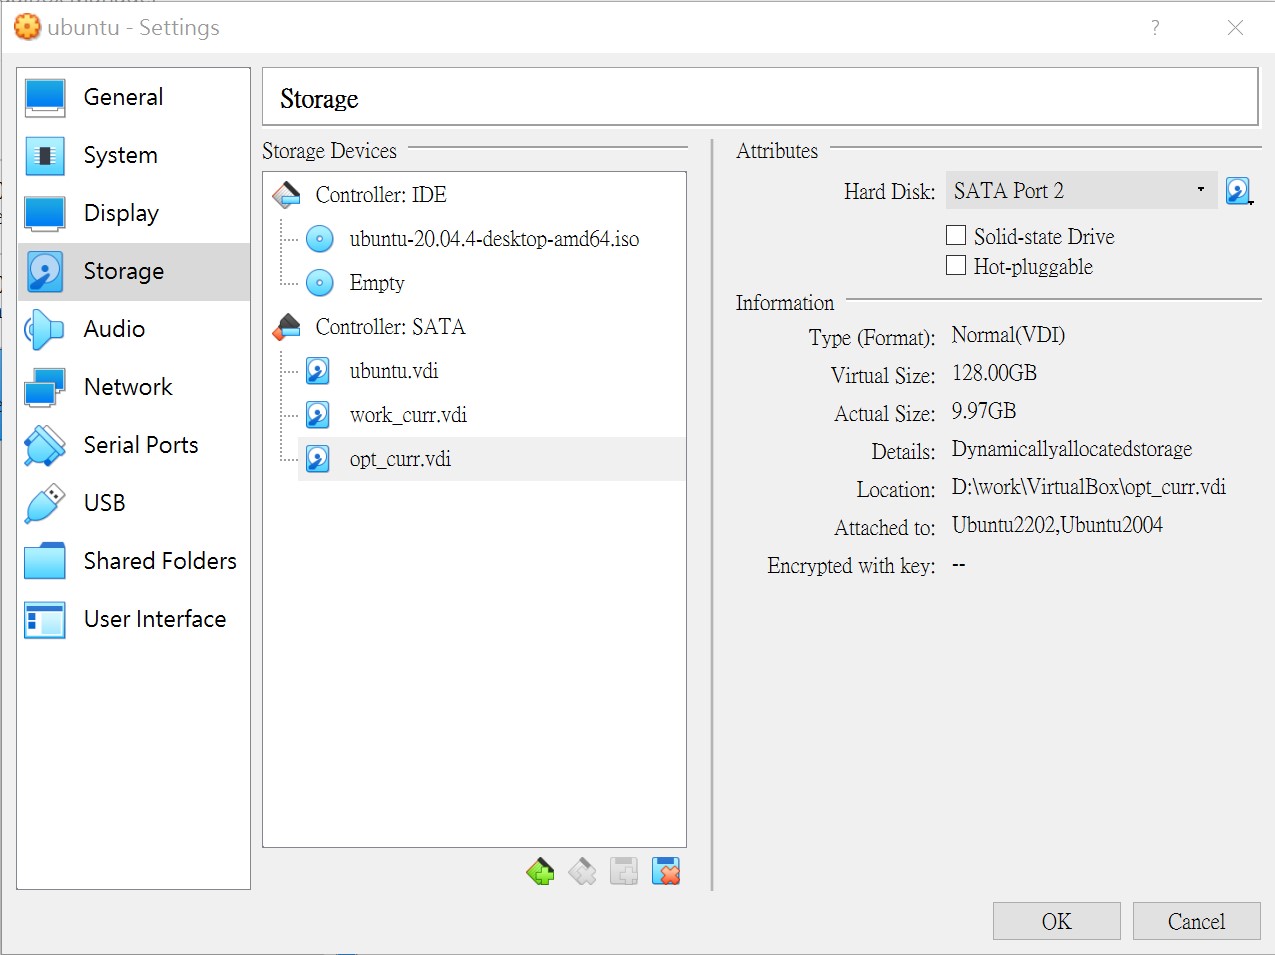 ubuntu - Settings
?
General
System
Display
Storage
Audio
Network
Serial Ports
USB
Shared Folders
User Interface
Storage
Storage Devices
Controller: IDE
ubuntu-20.04.4-desktop-amd64.iso
Empty
Controller: SATA
ubuntu.vdi
work_curr.vdi
opt_curr.vdi
Attributes
Hard Disk: SATA Port 2
Solid-state Drive
Hot-pluggable
Information
Type (Format): Normal(VDI)
Virtual Size: 128.00GB
Actual Size: 9.97GB
Details: Dynamicallyallocatedstorage
Location: D:\work\VirtualBox\opt_curr.vdi
Attached to: Ubuntu2202,Ubuntu2004
Encrypted with key: --
OK
Cancel